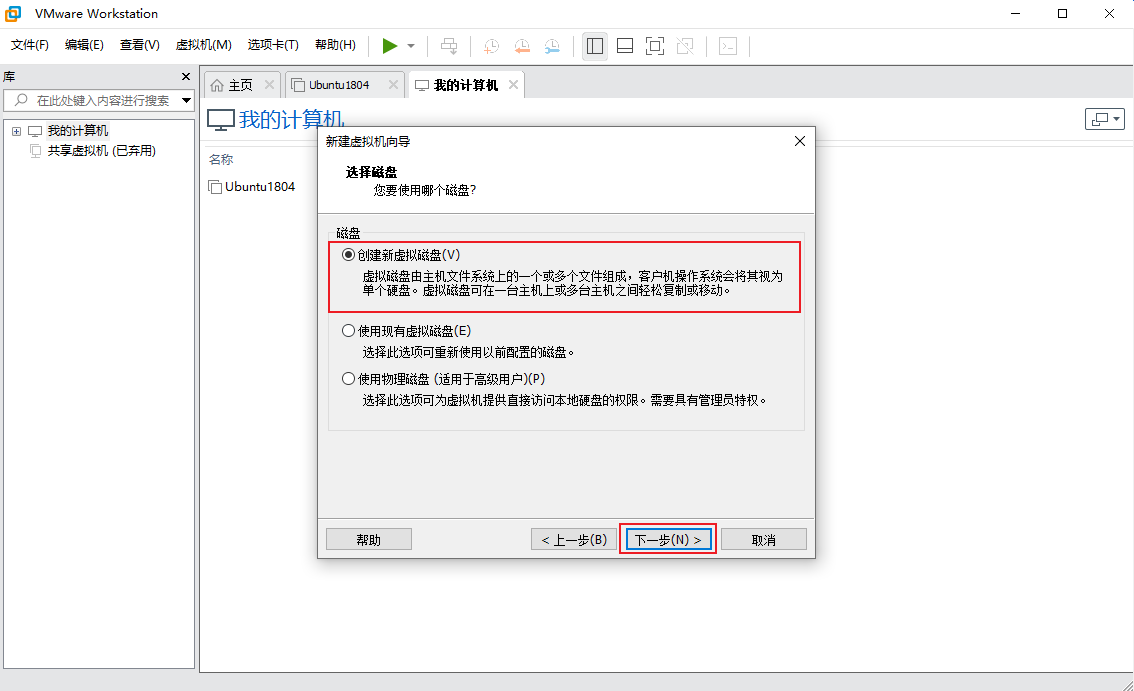 VMware Workstation
文件(F) 编辑(E) 查看(V) 虚拟机(M) 选项卡(T) 帮助(H)
库
在此处键入内容进行搜索
我的计算机
共享虚拟机 (已弃用)
主页 Ubuntu1804 我的计算机
我的计算机
名称
Ubuntu1804
新建虚拟机向导
选择磁盘
您要使用哪个磁盘?
磁盘
创建新虚拟磁盘(V)
虚拟磁盘由主机文件系统上的一个或多个文件组成，客户机操作系统会将其视为
单个硬盘。虚拟磁盘可在一台主机上或多台主机之间轻松复制或移动。
使用现有虚拟磁盘(E)
选择此选项可重新使用以前配置的磁盘。
使用物理磁盘 (适用于高级用户)(P)
选择此选项可为虚拟机提供直接访问本地硬盘的权限。需要具有管理员特权。
帮助 < 上一步(B) 下一步(N) > 取消